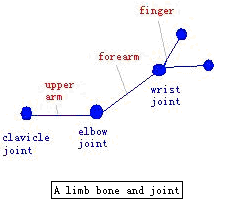 finger
forearm
upper
arm
wrist
joint
clavicle
joint
elbow
joint
A limb bone and joint